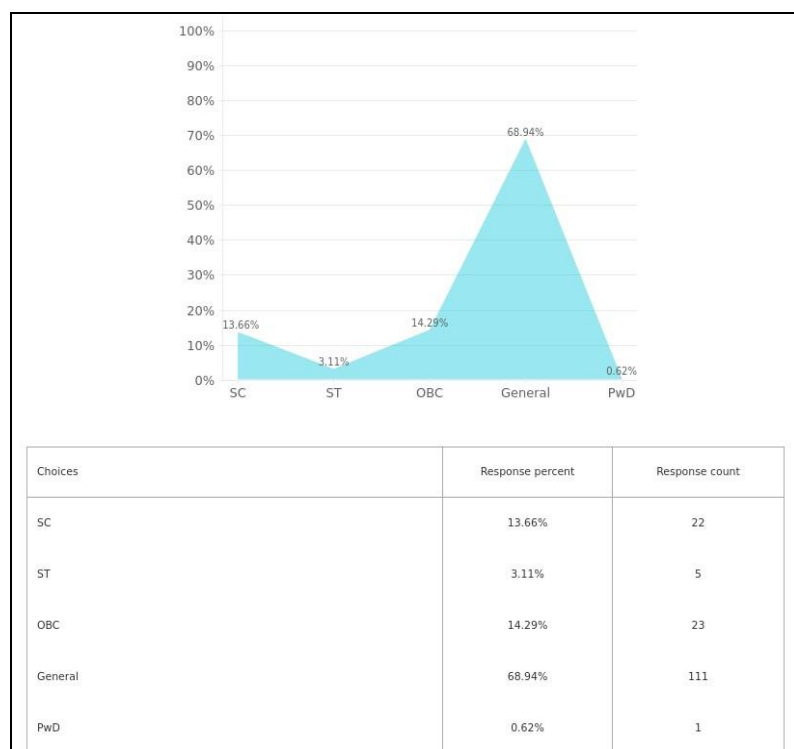 100%
90%
80%
70%
68.94%
60%
50%
40%
30%
20%
13.66%
14.29%
10%
3.11%
0.62%
0%
SC ST OBC General PwD
Choices Response percent Response count
SC 13.66% 22
ST 3.11% 5
OBC 14.29% 23
General 68.94% 111
PwD 0.62% 1